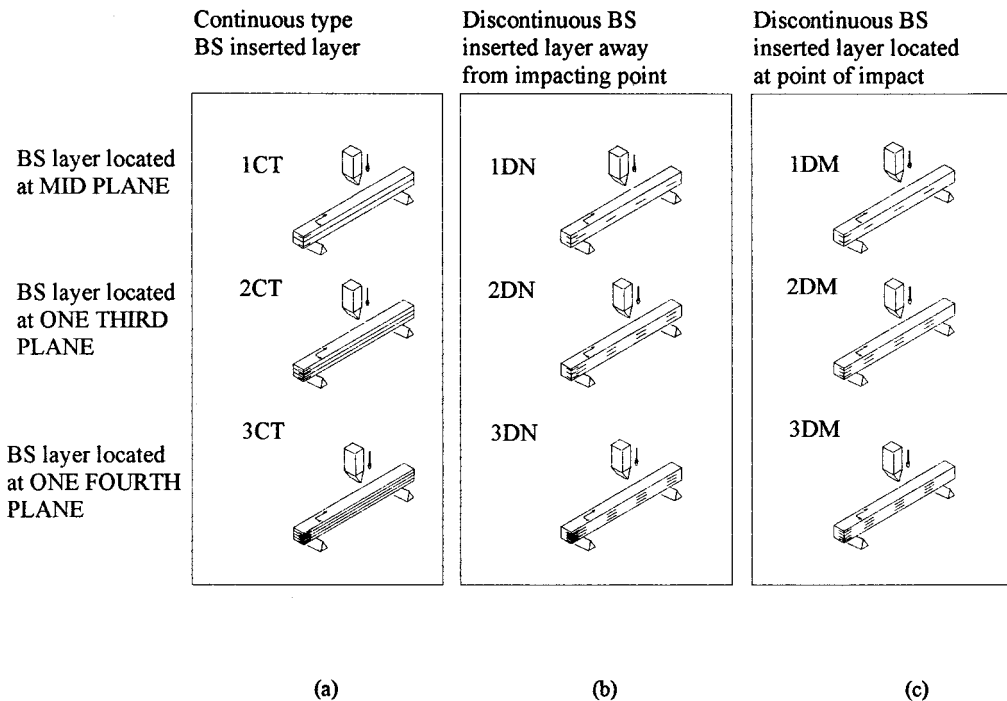 Continuous type
BS inserted layer
Discontinuous BS
inserted layer away
from impacting point
Discontinuous BS
inserted layer located
at point of impact
BS layer located
at MID PLANE
1CT
1DN
1DM
BS layer located
at ONE THIRD
PLANE
2CT
2DN
2DM
BS layer located
at ONE FOURTH
PLANE
3CT
3DN
3DM
(a)
(b)
(c)